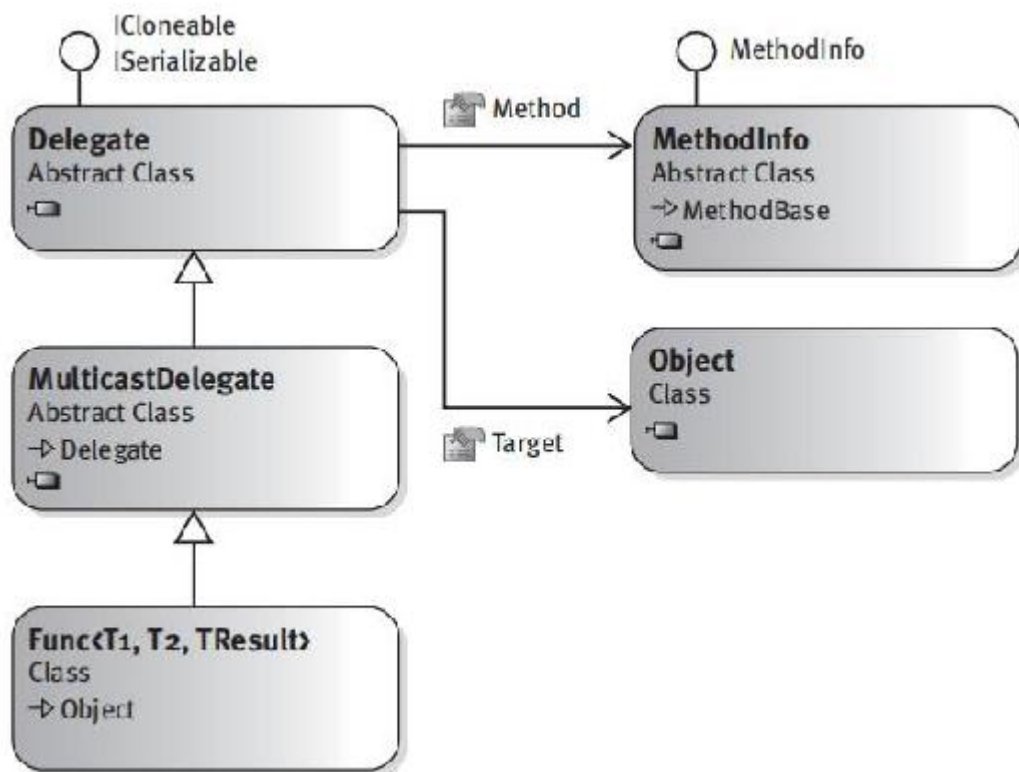 ICloneable
ISerializable
MethodInfo
Delegate
Abstract Class
Method
MethodInfo
Abstract Class
MethodBase
MulticastDelegate
Abstract Class
Delegate
Target
Object
Class
Func<T1, T2, TResult>
Class
Object